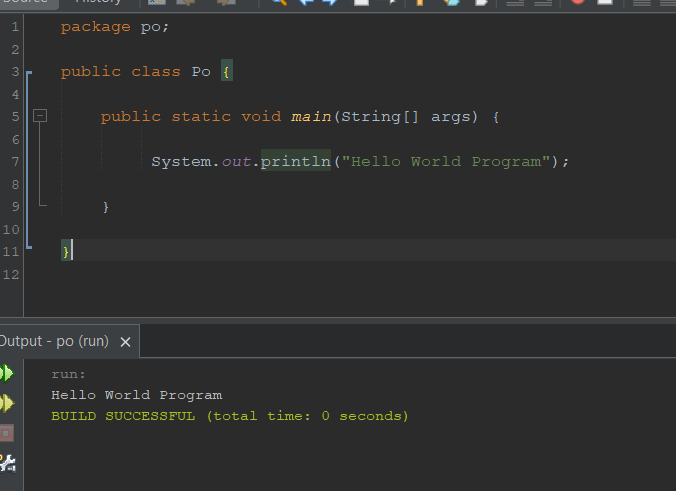 Source History
1 package po;
2
3 public class Po {
4
5 public static void main(String[] args) {
6
7 System.out.println("Hello World Program");
8
9 }
10
11 }
12
Output - po (run) ×
run:
Hello World Program
BUILD SUCCESSFUL (total time: 0 seconds)